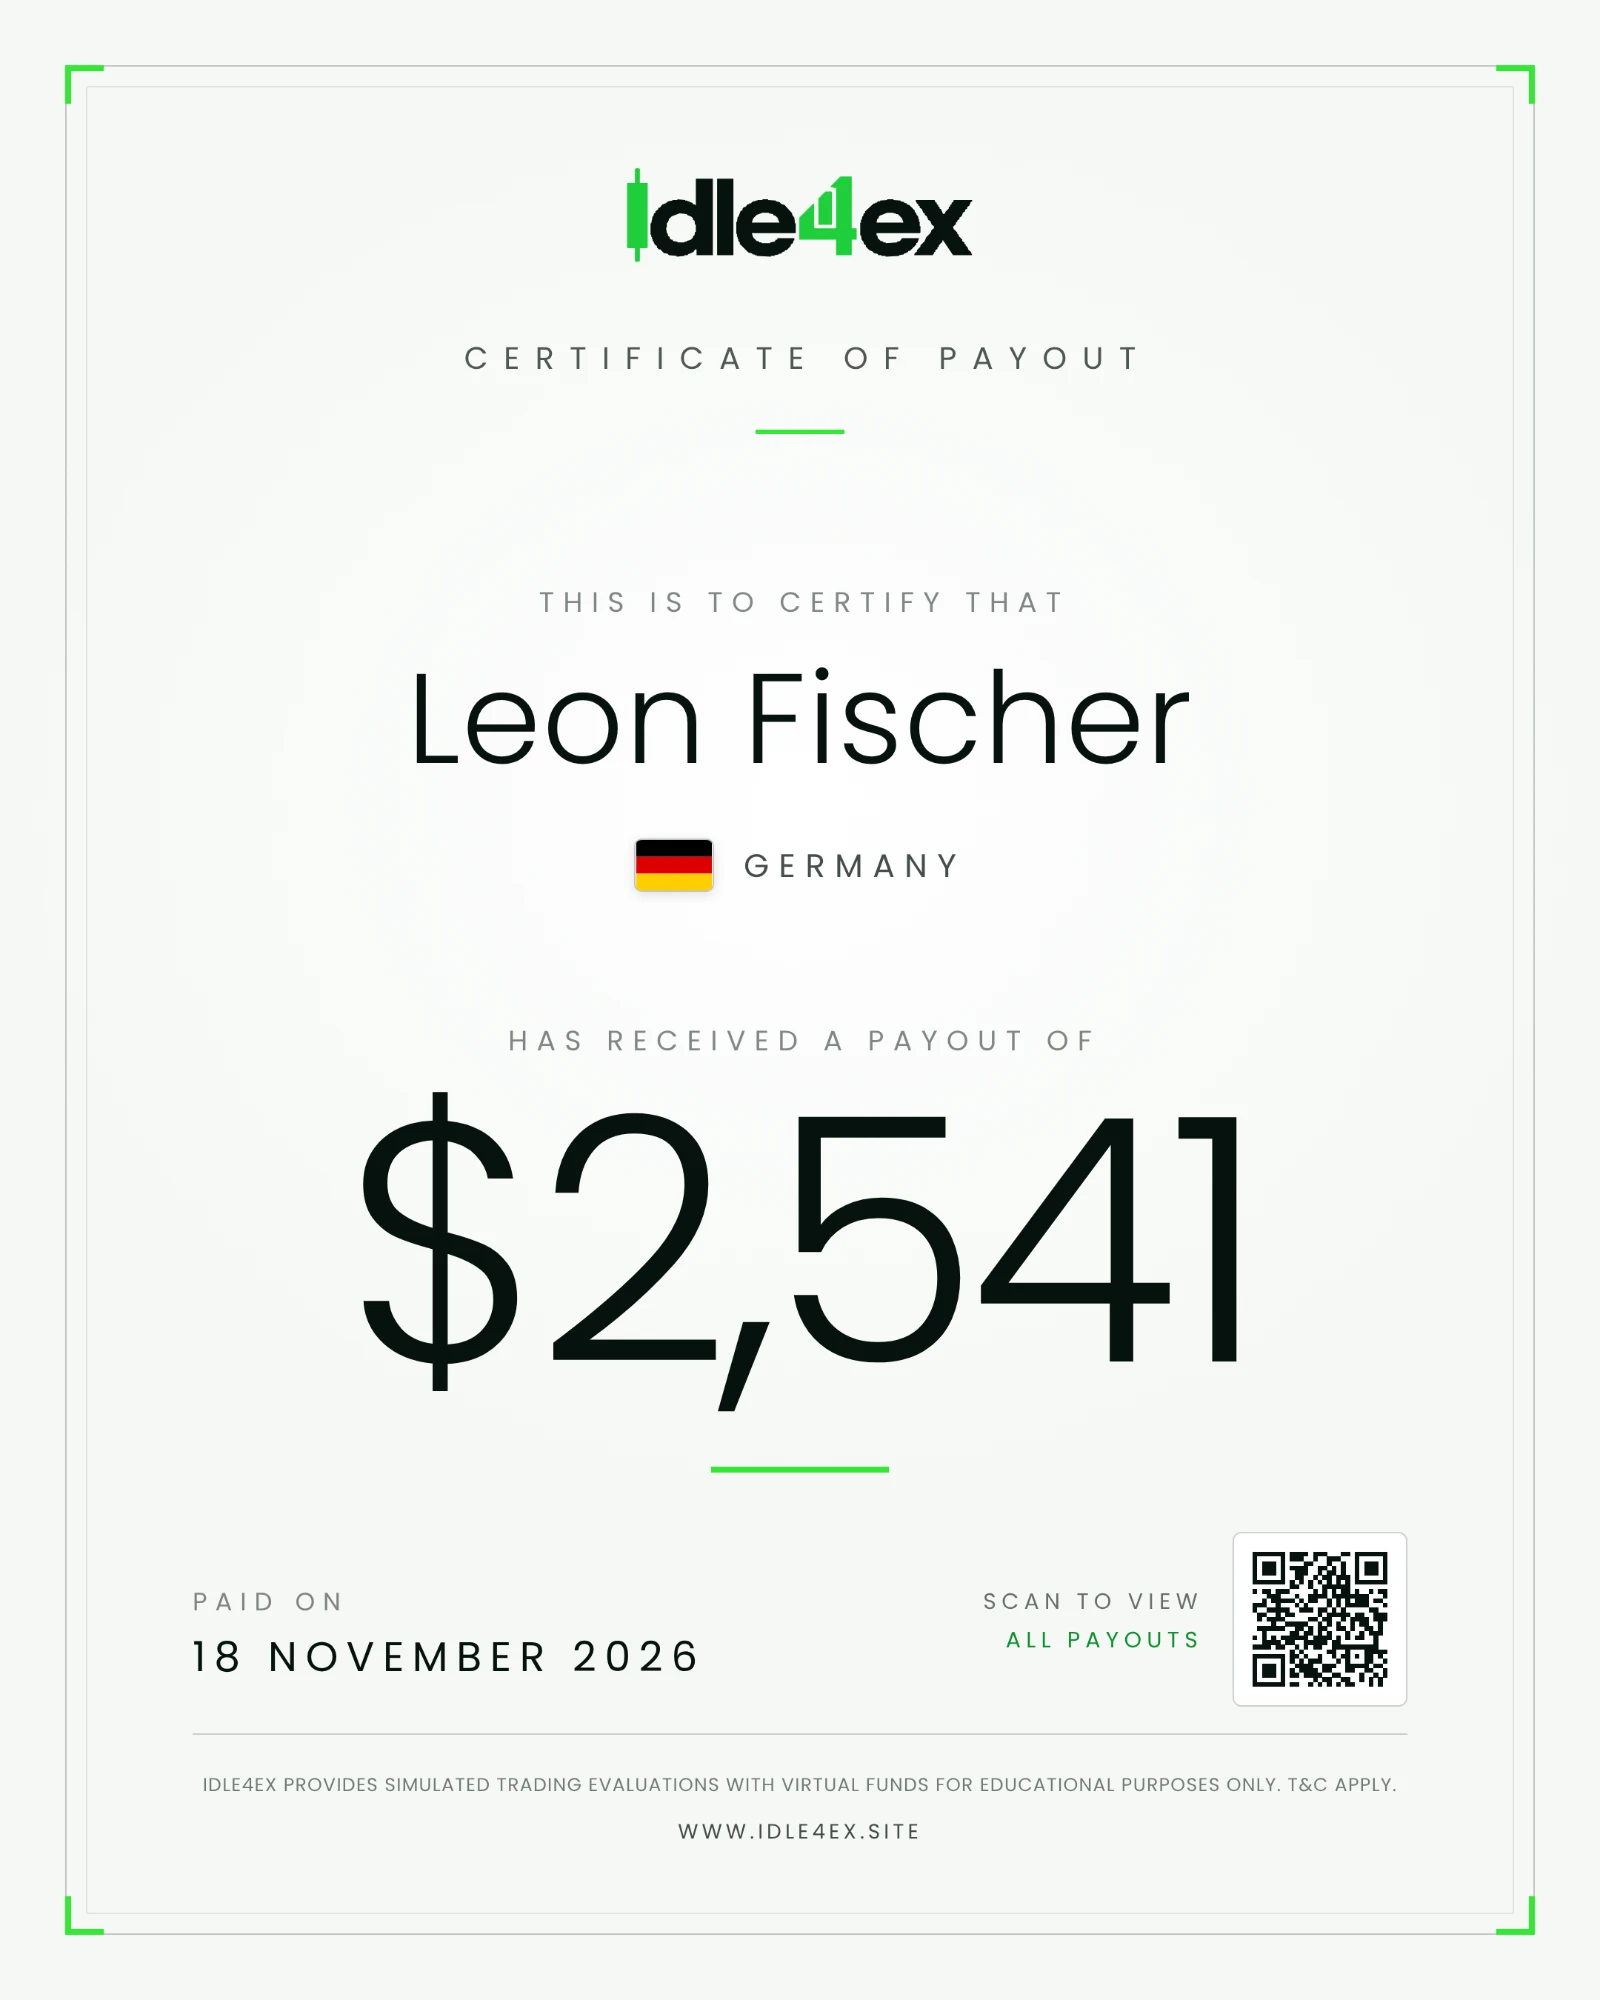 Idle4ex
CERTIFICATE OF PAYOUT
THIS IS TO CERTIFY THAT
Leon Fischer
GERMANY
HAS RECEIVED A PAYOUT OF
$2,541
PAID ON
18 NOVEMBER 2026
SCAN TO VIEW
ALL PAYOUTS
IDLE4EX PROVIDES SIMULATED TRADING EVALUATIONS WITH VIRTUAL FUNDS FOR EDUCATIONAL PURPOSES ONLY. T&C APPLY.
WWW.IDLE4EX.SITE